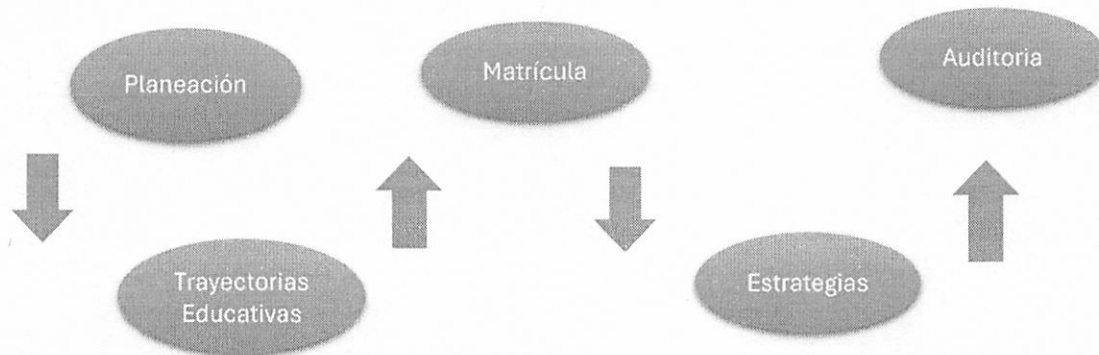 Planeación
Matrícula
Auditoria
Trayectorias
Educativas
Estrategias